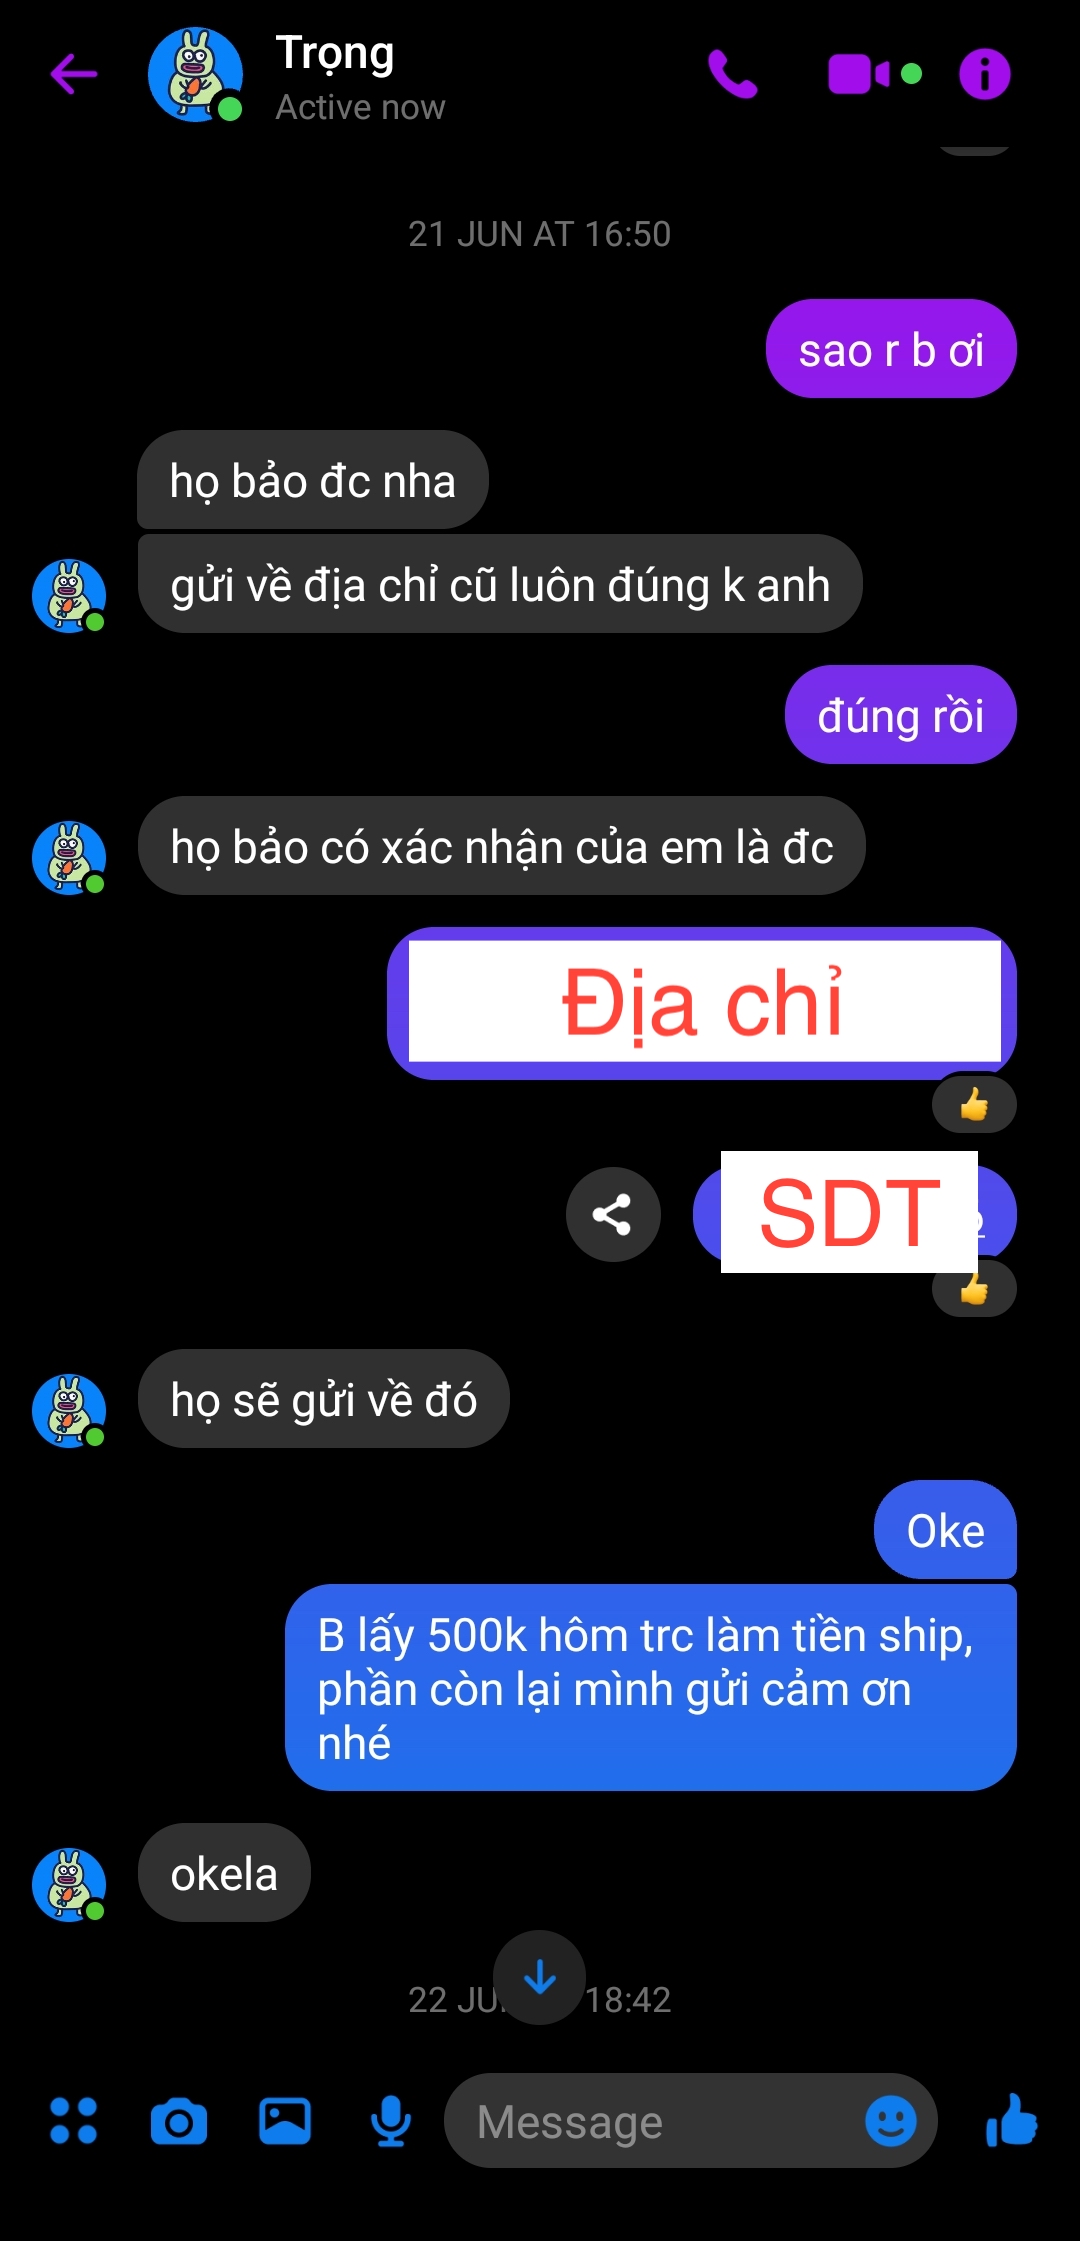 Trọng
Active now
21 JUN AT 16:50
sao r b ơi
họ bảo đc nha
gửi về địa chỉ cũ luôn đúng k anh
đúng rồi
họ bảo có xác nhận của em là đc
Địa chỉ
SDT
họ sẽ gửi về đó
Oke
B lấy 500k hôm trc làm tiền ship,
phần còn lại mình gửi cảm ơn
nhé
okela
22 18:42
Message